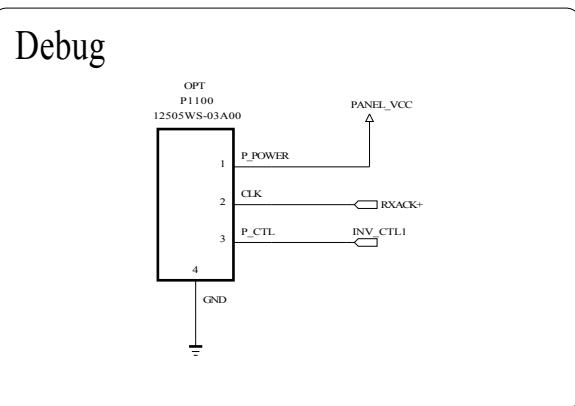 Debug
OPT
P1100
12505WS-03A00
PANEL_VCC
1 P_POWER
2 CLK RXACK+
3 P_CTL INV_CTL1
4
GND